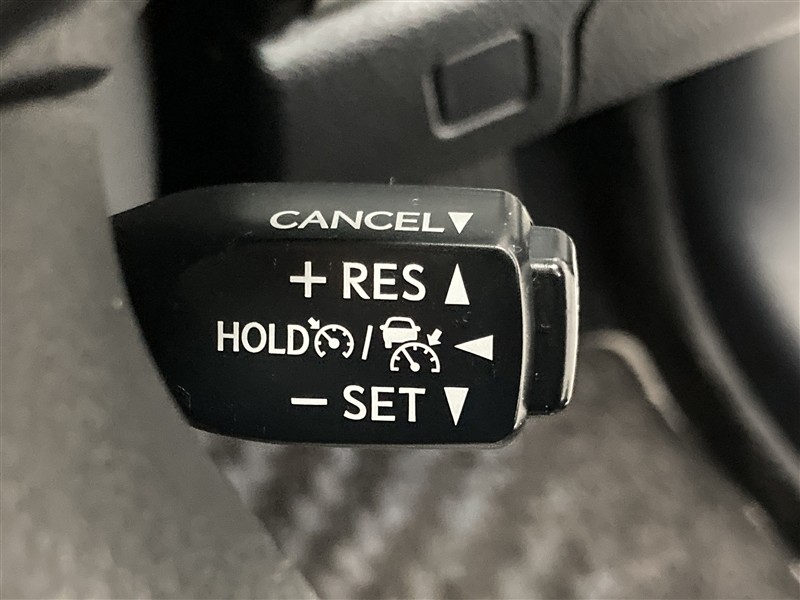 CANCEL▼
+ RES ▲
HOLD / ◀
− SET ▼